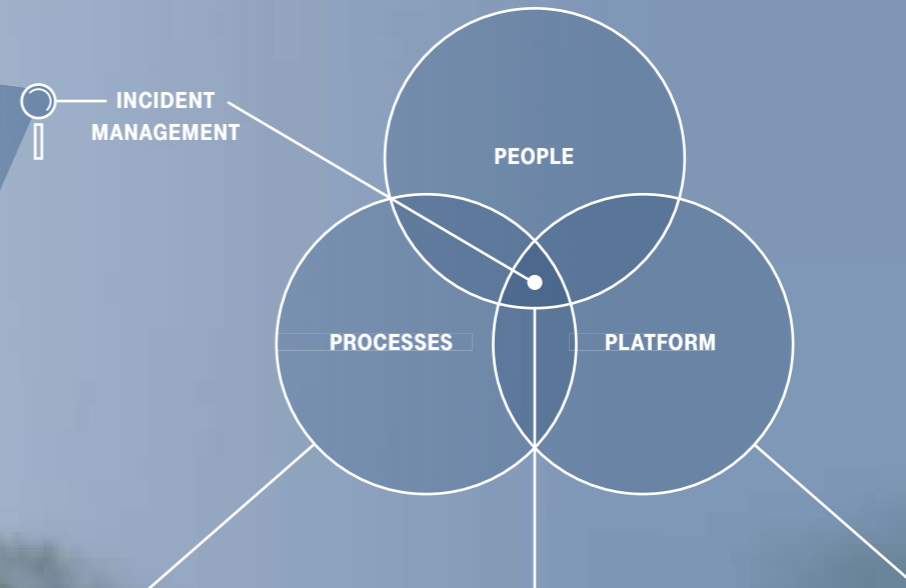 INCIDENT
MANAGEMENT
PEOPLE
PROCESSES
PLATFORM